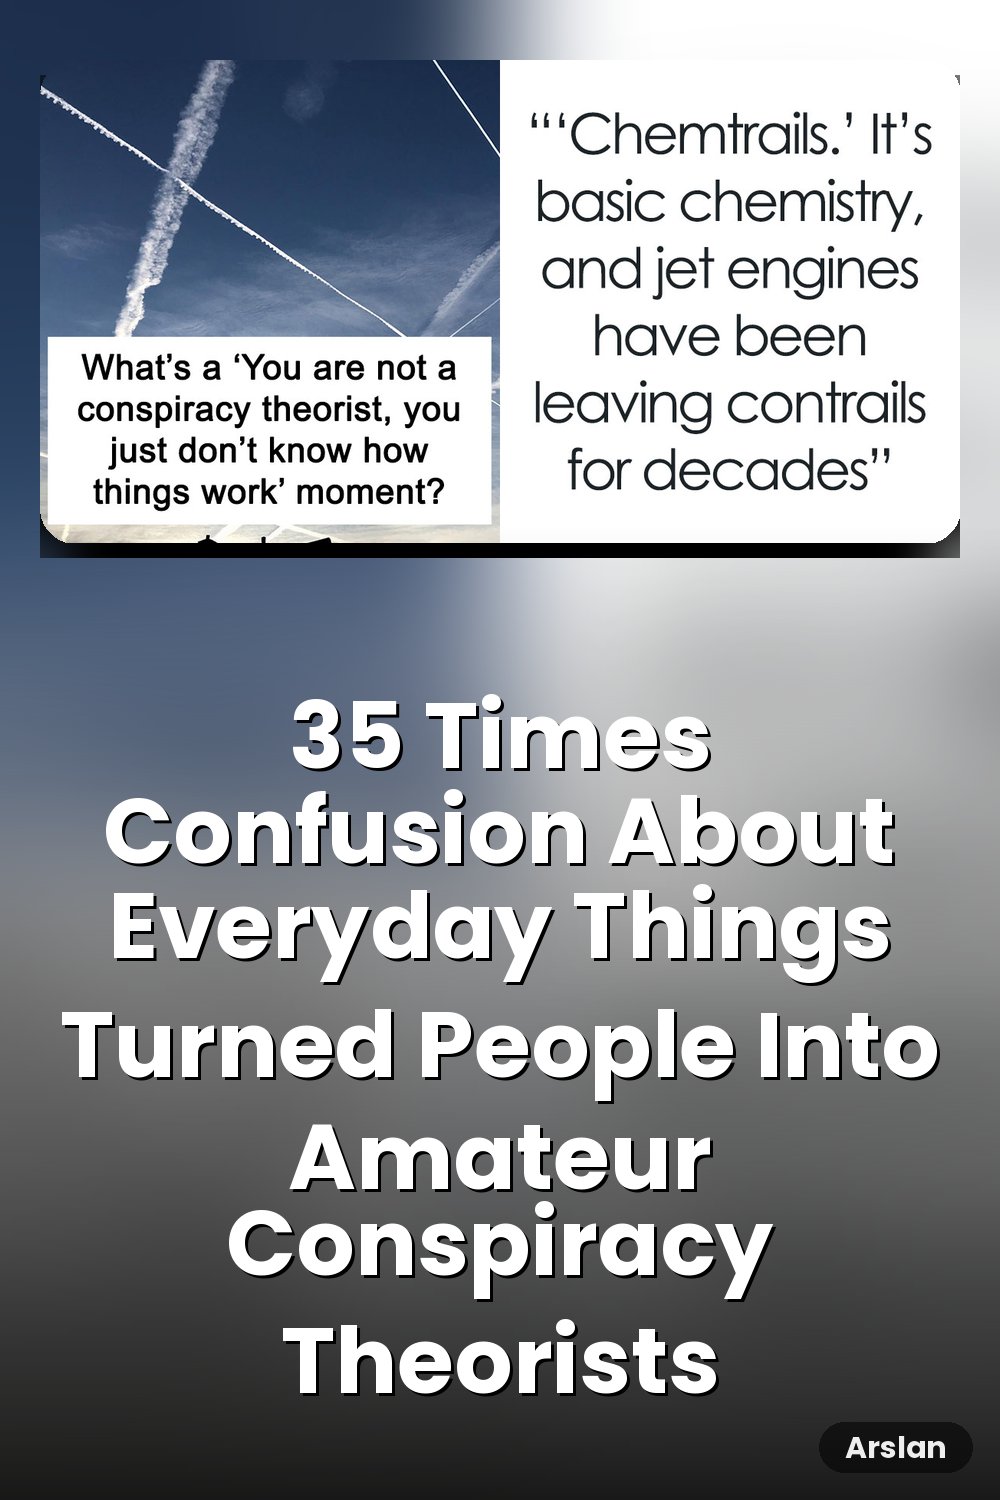 What’s a ‘You are not a
conspiracy theorist, you
just don’t know how
things work’ moment?
“‘Chemtrails.’ It’s
basic chemistry,
and jet engines
have been
leaving contrails
for decades”
35 Times
Confusion About
Everyday Things
Turned People Into
Amateur
Conspiracy
Theorists
Arslan